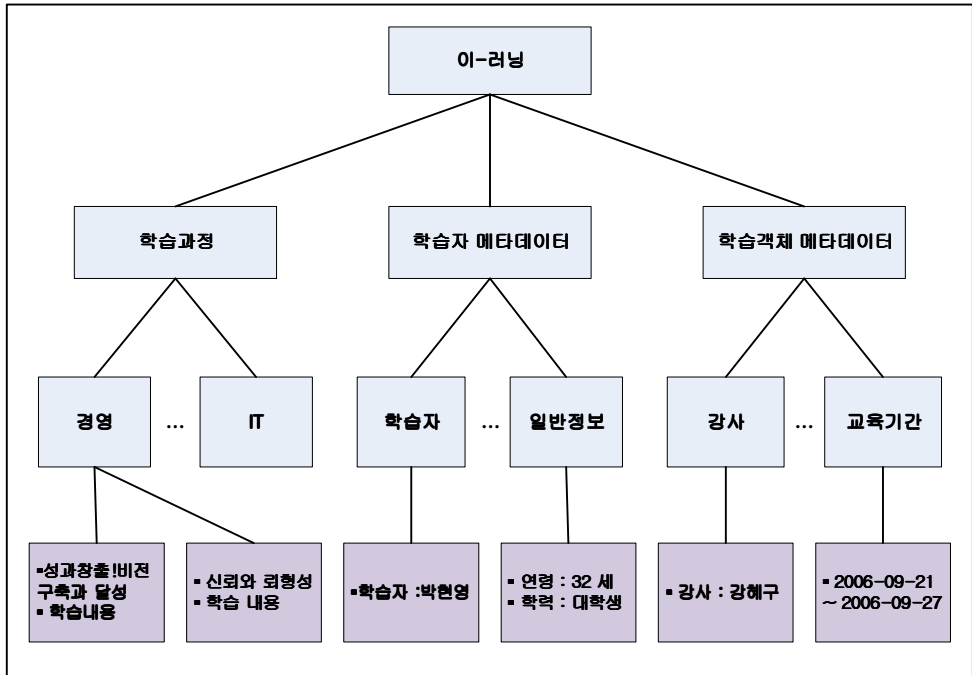 이-러닝
학습과정
학습자 메타데이터
학습객체 메타데이터
경영
...
IT
학습자
...
일반정보
강사
...
교육기간
▪성과창출!비전
구축과 달성
▪ 학습내용
▪ 신뢰와 뢰형성
▪ 학습 내용
▪학습자 :박현영
▪ 연령 : 32 세
▪ 학력 : 대학생
▪ 강사 : 강혜구
▪ 2006-09-21
~ 2006-09-27